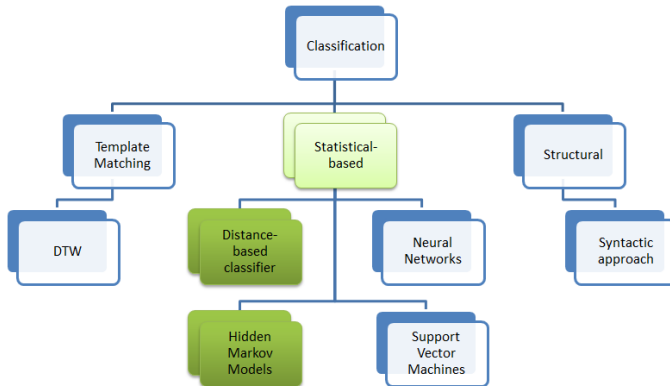 Classification
Template
Matching
Statistical-
based
Structural
DTW
Distance-
based
classifier
Neural
Networks
Syntactic
approach
Hidden
Markov
Models
Support
Vector
Machines